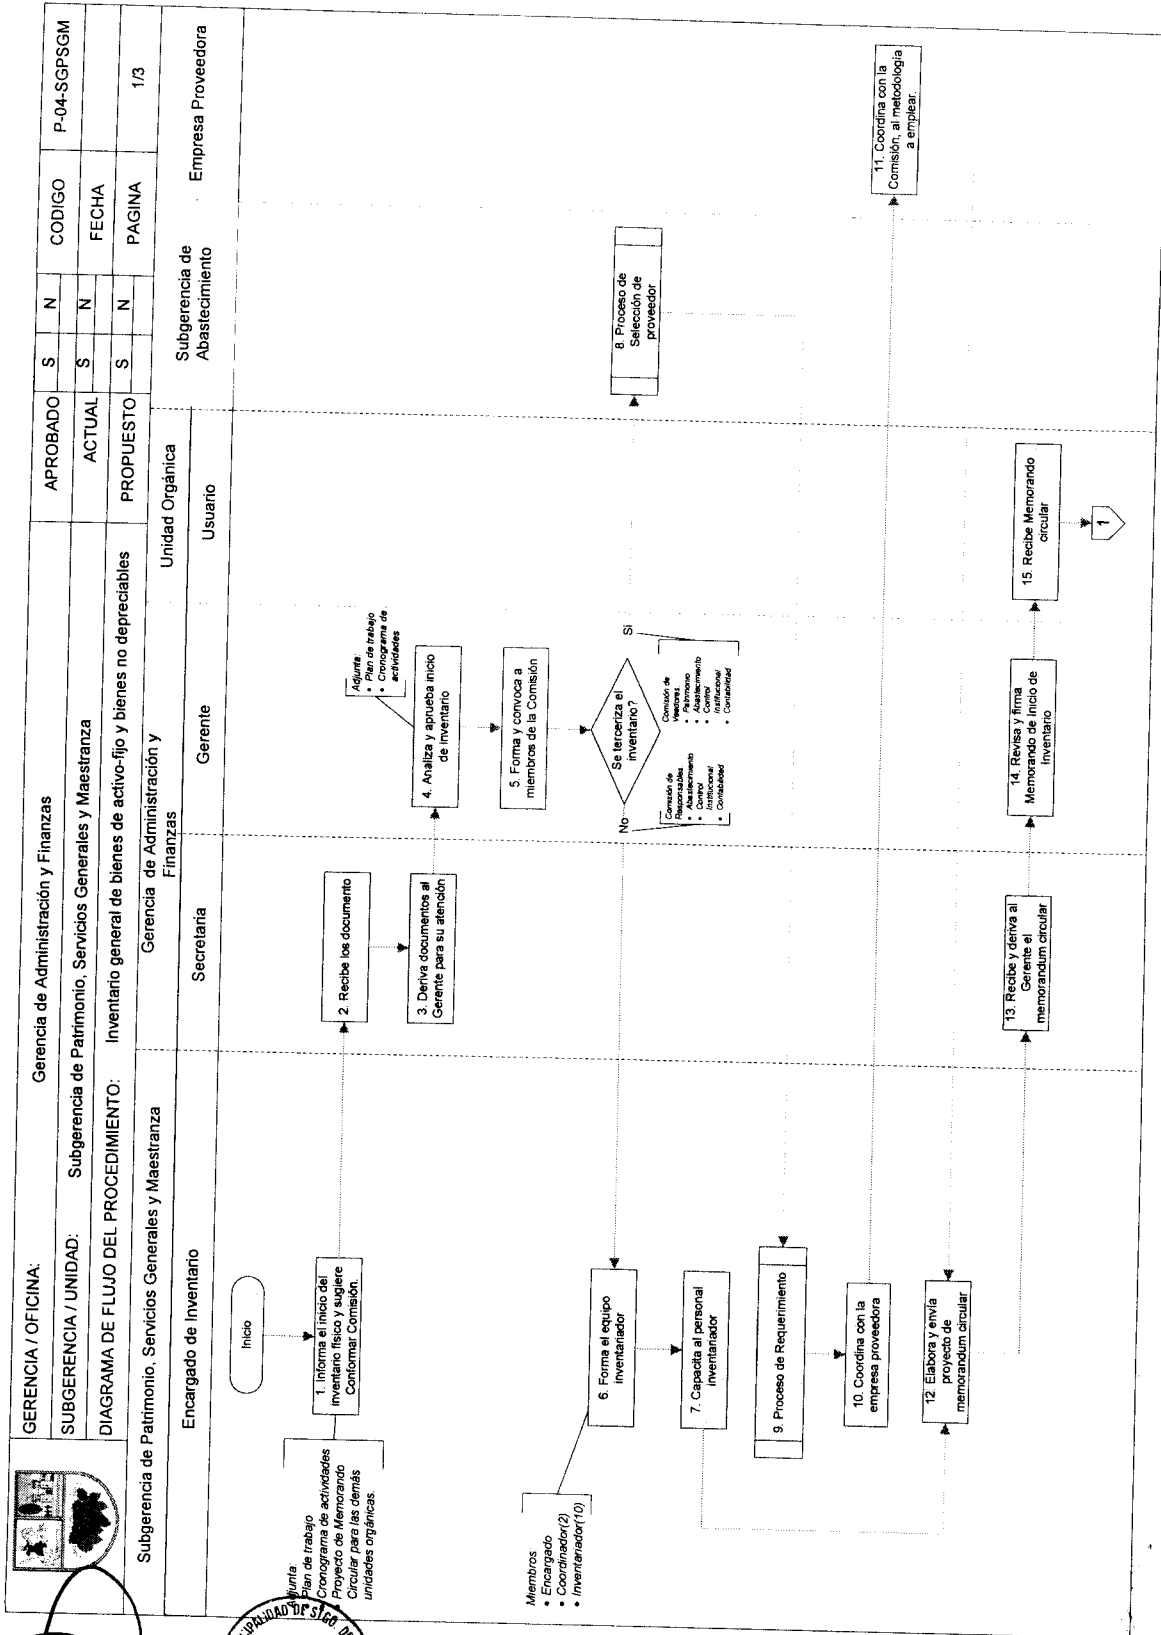 GERENCIA / OFICINA: Gerencia de Administración y Finanzas
APROBADO S N CODIGO P-04-SGPSGM
SUBGERENCIA / UNIDAD: Subgerencia de Patrimonio, Servicios Generales y Maestranza
ACTUAL S N FECHA
DIAGRAMA DE FLUJO DEL PROCEDIMIENTO: Inventario general de bienes de activo-fijo y bienes no depreciables
PROPUESTO S N PAGINA 1/3
Subgerencia de Patrimonio, Servicios Generales y Maestranza
Gerencia de Administración y
Finanzas
Unidad Orgánica
Subgerencia de
Abastecimiento
Empresa Proveedora
Encargado de Inventario
Secretaria
Gerente
Usuario
Inicio
1. Informa el inicio del
inventario físico y sugiere
Conformar Comisión.
Adjunta:
Plan de trabajo
• Cronograma de actividades
• Proyecto de Memorando
Circular para las demás
unidades orgánicas.
2. Recibe los documento
3. Deriva documentos al
Gerente para su atención
Adjunta:
• Plan de trabajo
• Cronograma de
actividades
4. Analiza y aprueba inicio
de Inventario
5. Forma y convoca a
miembros de la Comisión
Se terceriza el
inventario?
No
Si
Comisión de
Responsables.
• Abastecimiento
• Control
Institucional
• Contabilidad
Comisión de
Veedores.
• Patrimonio
• Abastecimiento
• Control
Institucional
• Contabilidad
8. Proceso de
Selección de
proveedor
Miembros:
• Encargado
• Coordinador(2)
• Inventariador(10)
6. Forma el equipo
inventariador
7. Capacita al personal
inventariador
9. Proceso de Requerimiento
10. Coordina con la
empresa proveedora
11. Coordina con la
Comisión, al metodología
a emplear.
12. Elabora y envía
proyecto de
memorandum circular
13. Recibe y deriva al
Gerente el
memorandum circular
14. Revisa y firma
Memorando de Inicio de
Inventario
15. Recibe Memorando
circular
1
DE STGO. DE